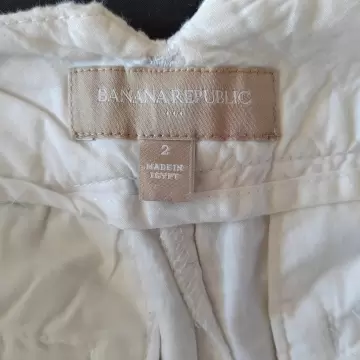 BANANA REPUBLIC
2
MADE IN
EGYPT